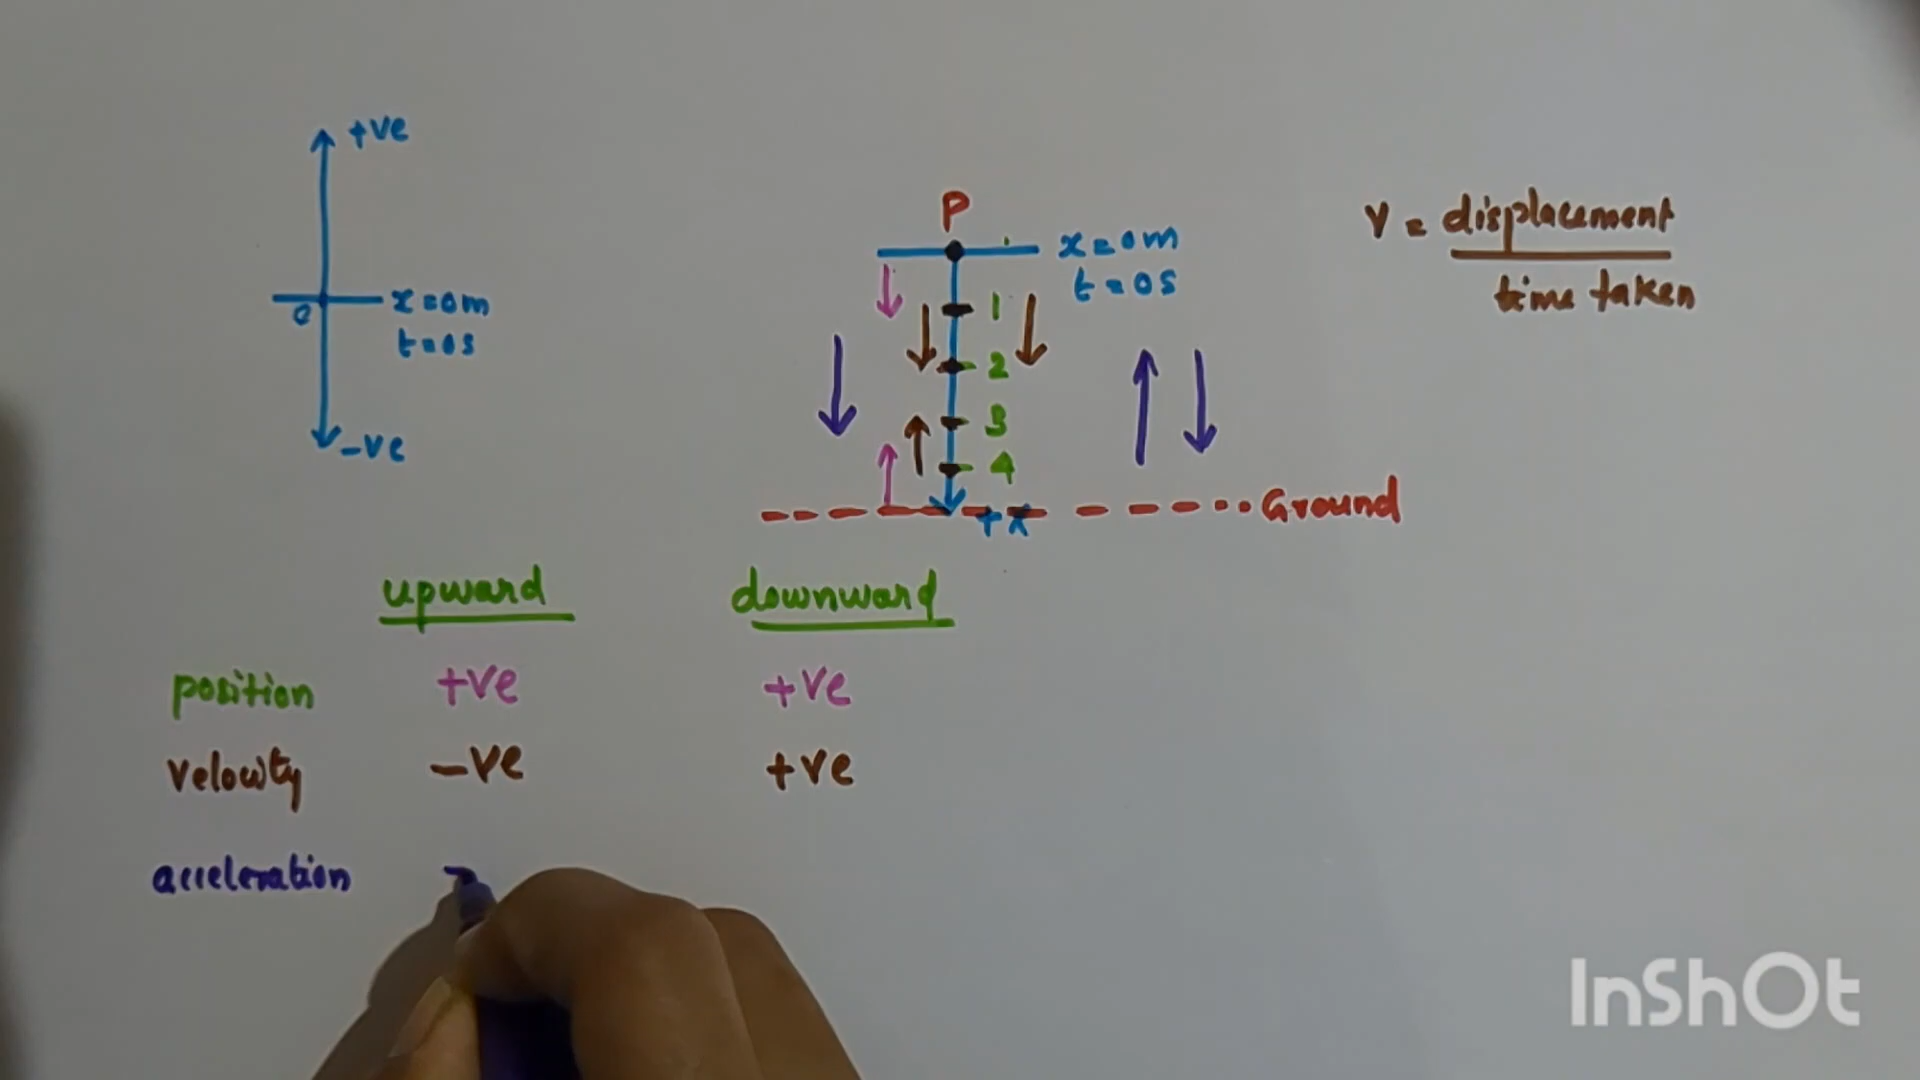 +ve
x=0m
o
t=0s
-ve
P
x=0m
t=0s
1
2
3
4
+x
Ground
V = displacement
time taken
upward downward
position +ve +ve
velocity -ve +ve
acceleration
InShOt